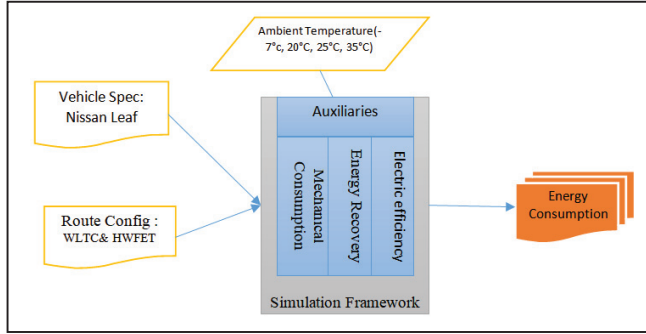 Ambient Temperature(-
7°c, 20°C, 25°C, 35°C)
Vehicle Spec:
Nissan Leaf
Auxiliaries
Mechanical
Consumption
Energy Recovery
Electric efficiency
Route Config :
WLTC& HWFET
Energy
Consumption
Simulation Framework